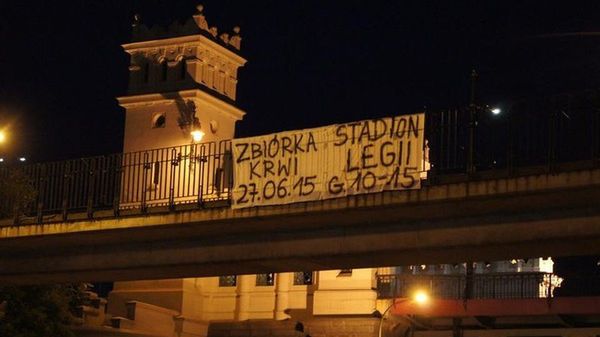 ZBIÓRKA STADION
KRWI LEGII
27.06.15 G.10-15